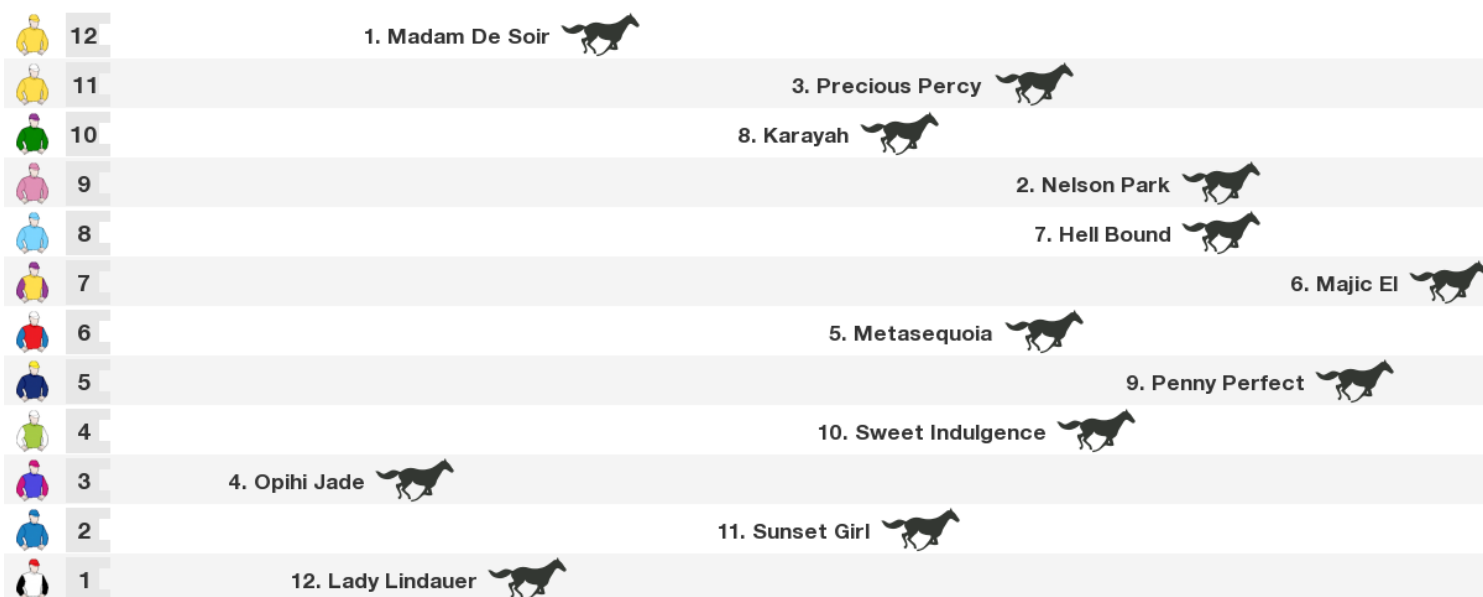 12 1. Madam De Soir
11 3. Precious Percy
10 8. Karayah
9 2. Nelson Park
8 7. Hell Bound
7 6. Majic El
6 5. Metasequoia
5 9. Penny Perfect
4 10. Sweet Indulgence
3 4. Opihi Jade
2 11. Sunset Girl
1 12. Lady Lindauer